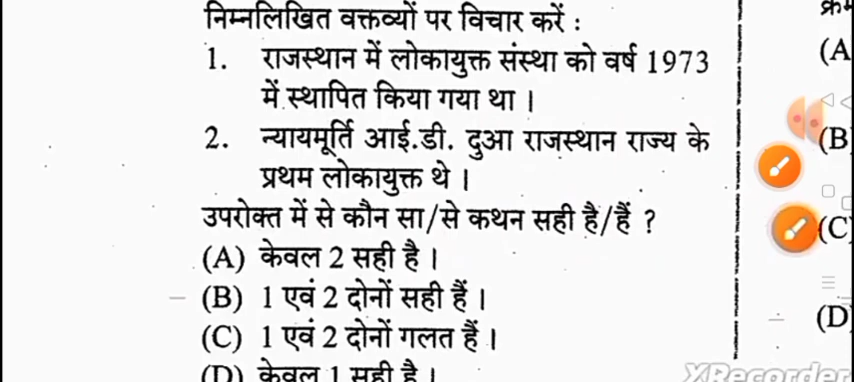 निम्नलिखित वक्तव्यों पर विचार करें :
1. राजस्थान में लोकायुक्त संस्था को वर्ष 1973
में स्थापित किया गया था ।
2. न्यायमूर्ति आई.डी. दुआ राजस्थान राज्य के
प्रथम लोकायुक्त थे ।
उपरोक्त में से कौन सा/से कथन सही है/हैं ?
(A) केवल 2 सही है ।
(B) 1 एवं 2 दोनों सही हैं ।
(C) 1 एवं 2 दोनों गलत हैं ।
(D) केवल 1 सही है ।
(A
(B
(C
(D
XRecorder